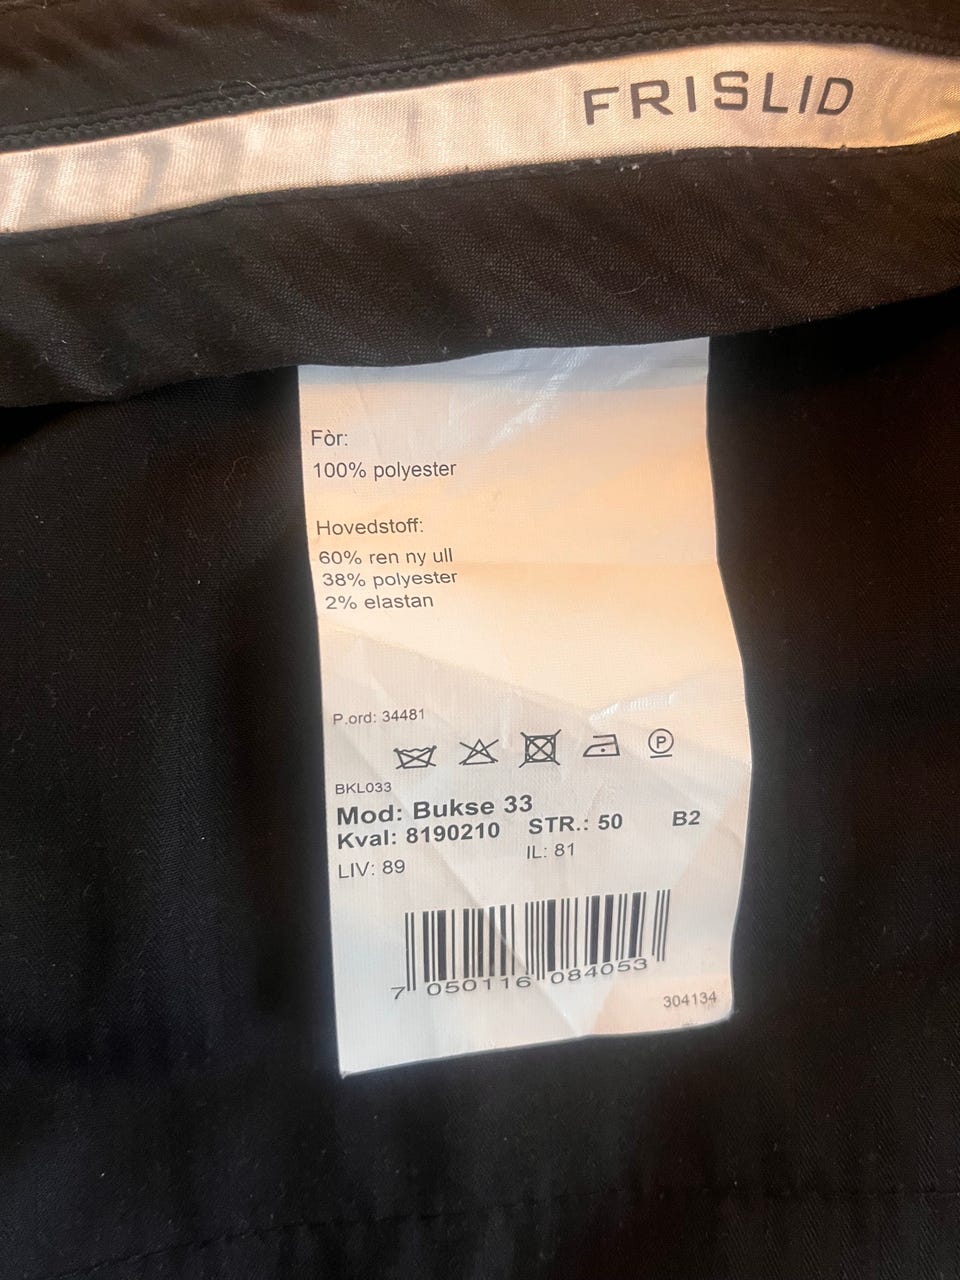 FRISLID
Fòr:
100% polyester
Hovedstoff:
60% ren ny ull
38% polyester
2% elastan
P.ord: 34481
P
BKL033
Mod: Bukse 33
Kval: 8190210 STR.: 50 B2
LIV: 89 IL: 81
7 050116 084053
304134